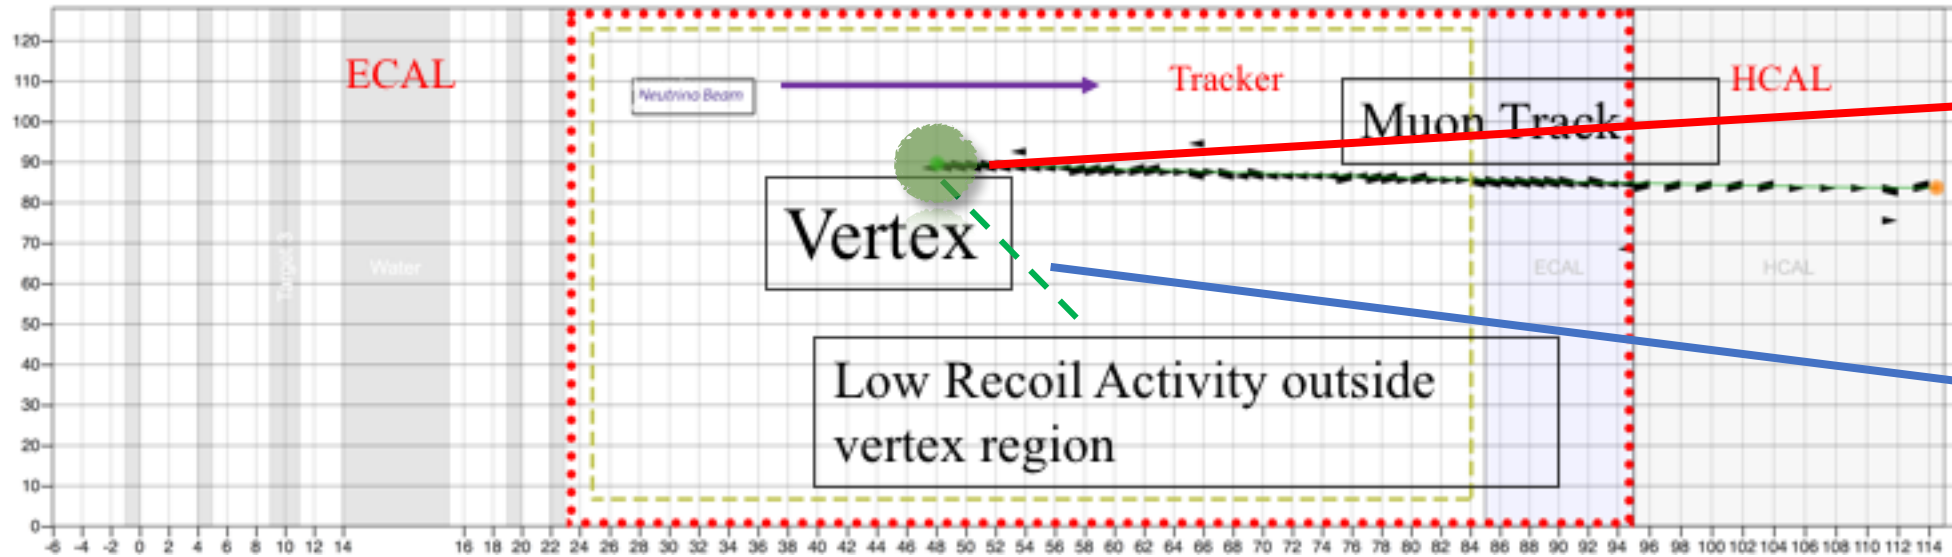 120
110
100
90
80
70
60
50
40
30
20
10
0
ECAL
Neutrino Beam
Tracker
HCAL
Muon Track
Vertex
Target 3
Water
ECAL
HCAL
Low Recoil Activity outside
vertex region
-6 -4 -2 0 2 4 6 8 10 12 14 16 18 20 22 24 26 28 30 32 34 36 38 40 42 44 46 48 50 52 54 56 58 60 62 64 66 68 70 72 74 76 78 80 82 84 86 88 90 92 94 96 98 100 102 104 106 108 110 112 114